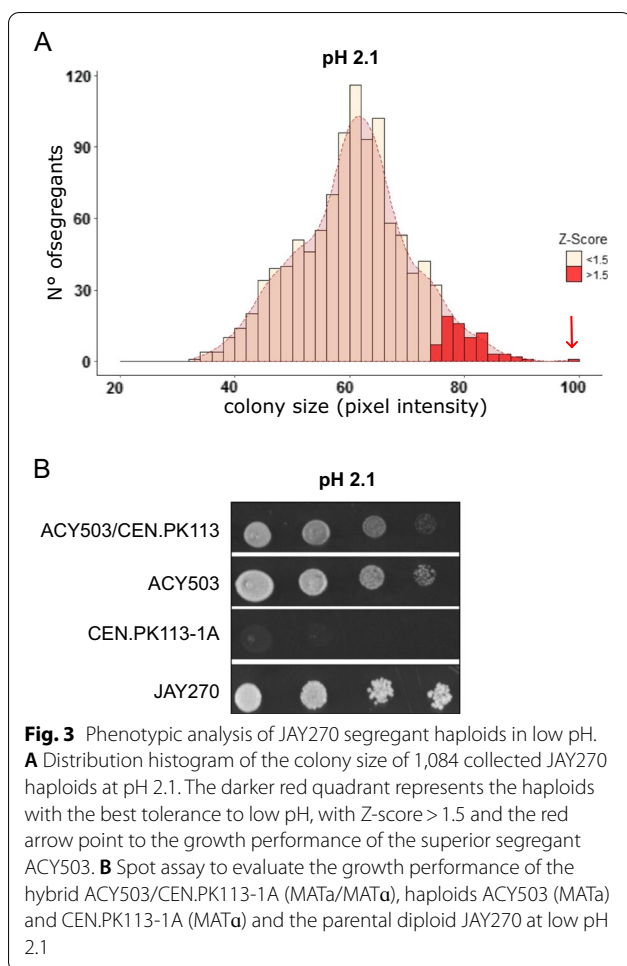 A
pH 2.1
120
90
60
30
0
N° ofsegregants
20 40 60 80 100
colony size (pixel intensity)
Z-Score
<1.5
>1.5
B
pH 2.1
ACY503/CEN.PK113
ACY503
CEN.PK113-1A
JAY270
Fig. 3 Phenotypic analysis of JAY270 segregant haploids in low pH.
A Distribution histogram of the colony size of 1,084 collected JAY270
haploids at pH 2.1. The darker red quadrant represents the haploids
with the best tolerance to low pH, with Z-score > 1.5 and the red
arrow point to the growth performance of the superior segregant
ACY503. B Spot assay to evaluate the growth performance of the
hybrid ACY503/CEN.PK113-1A (MATa/MATα), haploids ACY503 (MATa)
and CEN.PK113-1A (MATα) and the parental diploid JAY270 at low pH
2.1